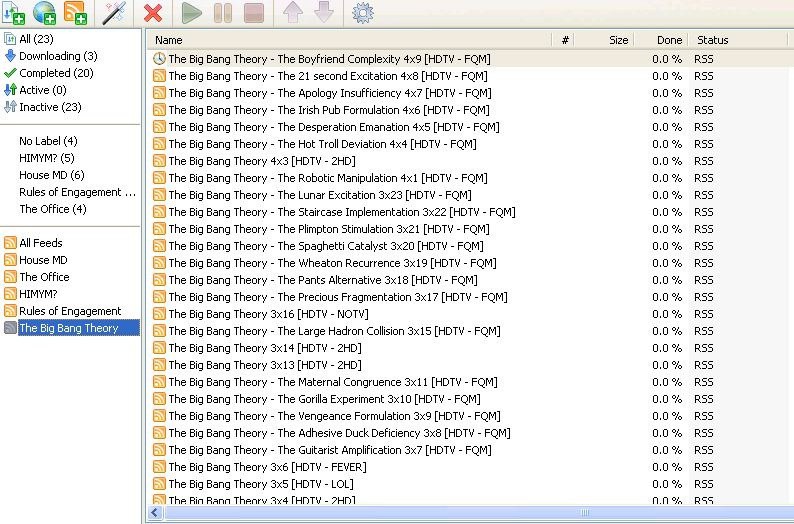 All (23)
Downloading (3)
Completed (20)
Active (0)
Inactive (23)
No Label (4)
HIMYM? (5)
House MD (6)
Rules of Engagement ...
The Office (4)
All Feeds
House MD
The Office
HIMYM?
Rules of Engagement
The Big Bang Theory
Name # Size Done Status
The Big Bang Theory - The Boyfriend Complexity 4x9 [HDTV - FQM] 0.0 % RSS
The Big Bang Theory - The 21 second Excitation 4x8 [HDTV - FQM] 0.0 % RSS
The Big Bang Theory - The Apology Insufficiency 4x7 [HDTV - FQM] 0.0 % RSS
The Big Bang Theory - The Irish Pub Formulation 4x6 [HDTV - FQM] 0.0 % RSS
The Big Bang Theory - The Desperation Emanation 4x5 [HDTV - FQM] 0.0 % RSS
The Big Bang Theory - The Hot Troll Deviation 4x4 [HDTV - FQM] 0.0 % RSS
The Big Bang Theory 4x3 [HDTV - 2HD] 0.0 % RSS
The Big Bang Theory - The Robotic Manipulation 4x1 [HDTV - FQM] 0.0 % RSS
The Big Bang Theory - The Lunar Excitation 3x23 [HDTV - FQM] 0.0 % RSS
The Big Bang Theory - The Staircase Implementation 3x22 [HDTV - FQM] 0.0 % RSS
The Big Bang Theory - The Plimpton Stimulation 3x21 [HDTV - FQM] 0.0 % RSS
The Big Bang Theory - The Spaghetti Catalyst 3x20 [HDTV - FQM] 0.0 % RSS
The Big Bang Theory - The Wheaton Recurrence 3x19 [HDTV - FQM] 0.0 % RSS
The Big Bang Theory - The Pants Alternative 3x18 [HDTV - FQM] 0.0 % RSS
The Big Bang Theory - The Precious Fragmentation 3x17 [HDTV - FQM] 0.0 % RSS
The Big Bang Theory 3x16 [HDTV - NOTV] 0.0 % RSS
The Big Bang Theory - The Large Hadron Collision 3x15 [HDTV - FQM] 0.0 % RSS
The Big Bang Theory 3x14 [HDTV - 2HD] 0.0 % RSS
The Big Bang Theory 3x13 [HDTV - 2HD] 0.0 % RSS
The Big Bang Theory - The Maternal Congruence 3x11 [HDTV - FQM] 0.0 % RSS
The Big Bang Theory - The Gorilla Experiment 3x10 [HDTV - FQM] 0.0 % RSS
The Big Bang Theory - The Vengeance Formulation 3x9 [HDTV - FQM] 0.0 % RSS
The Big Bang Theory - The Adhesive Duck Deficiency 3x8 [HDTV - FQM] 0.0 % RSS
The Big Bang Theory - The Guitarist Amplification 3x7 [HDTV - FQM] 0.0 % RSS
The Big Bang Theory 3x6 [HDTV - FEVER] 0.0 % RSS
The Big Bang Theory 3x5 [HDTV - LOL] 0.0 % RSS
The Big Bang Theory 3x4 [HDTV - 2HD] 0.0 % RSS